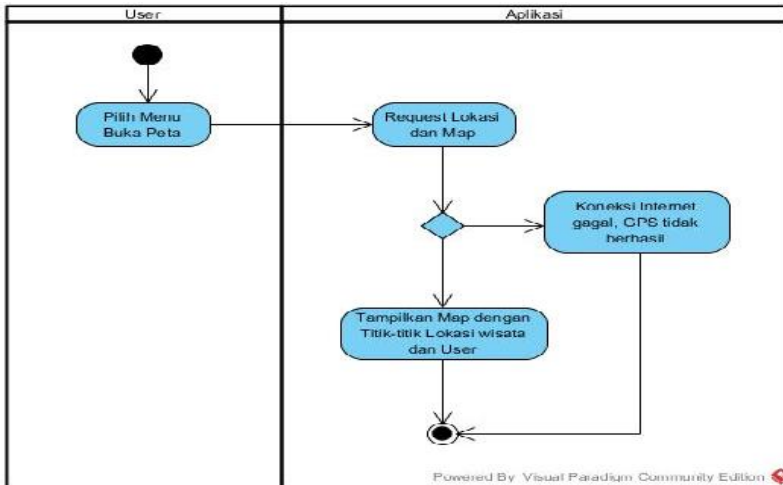 User
Aplikasi
Pilih Menu
Buka Peta
Request Lokasi
dan Map
Koneksi Internet
gagal, GPS tidak
berhasil
Tampilkan Map dengan
Titik-titik Lokasi wisata
dan User
Powered By Visual Paradigm Community Edition